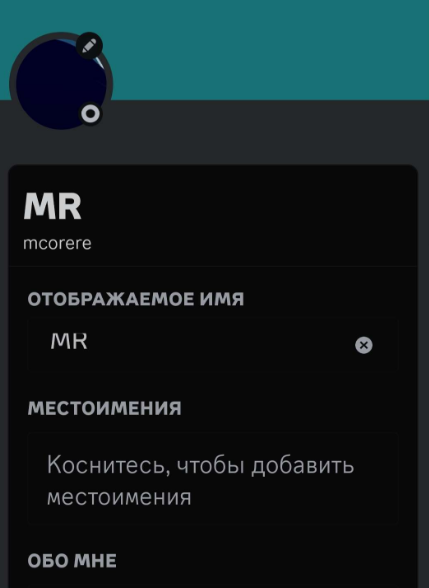 MR
mcorere
ОТОБРАЖАЕМОЕ ИМЯ
MR
МЕСТОИМЕНИЯ
Коснитесь, чтобы добавить
местоимения
ОБО МНЕ